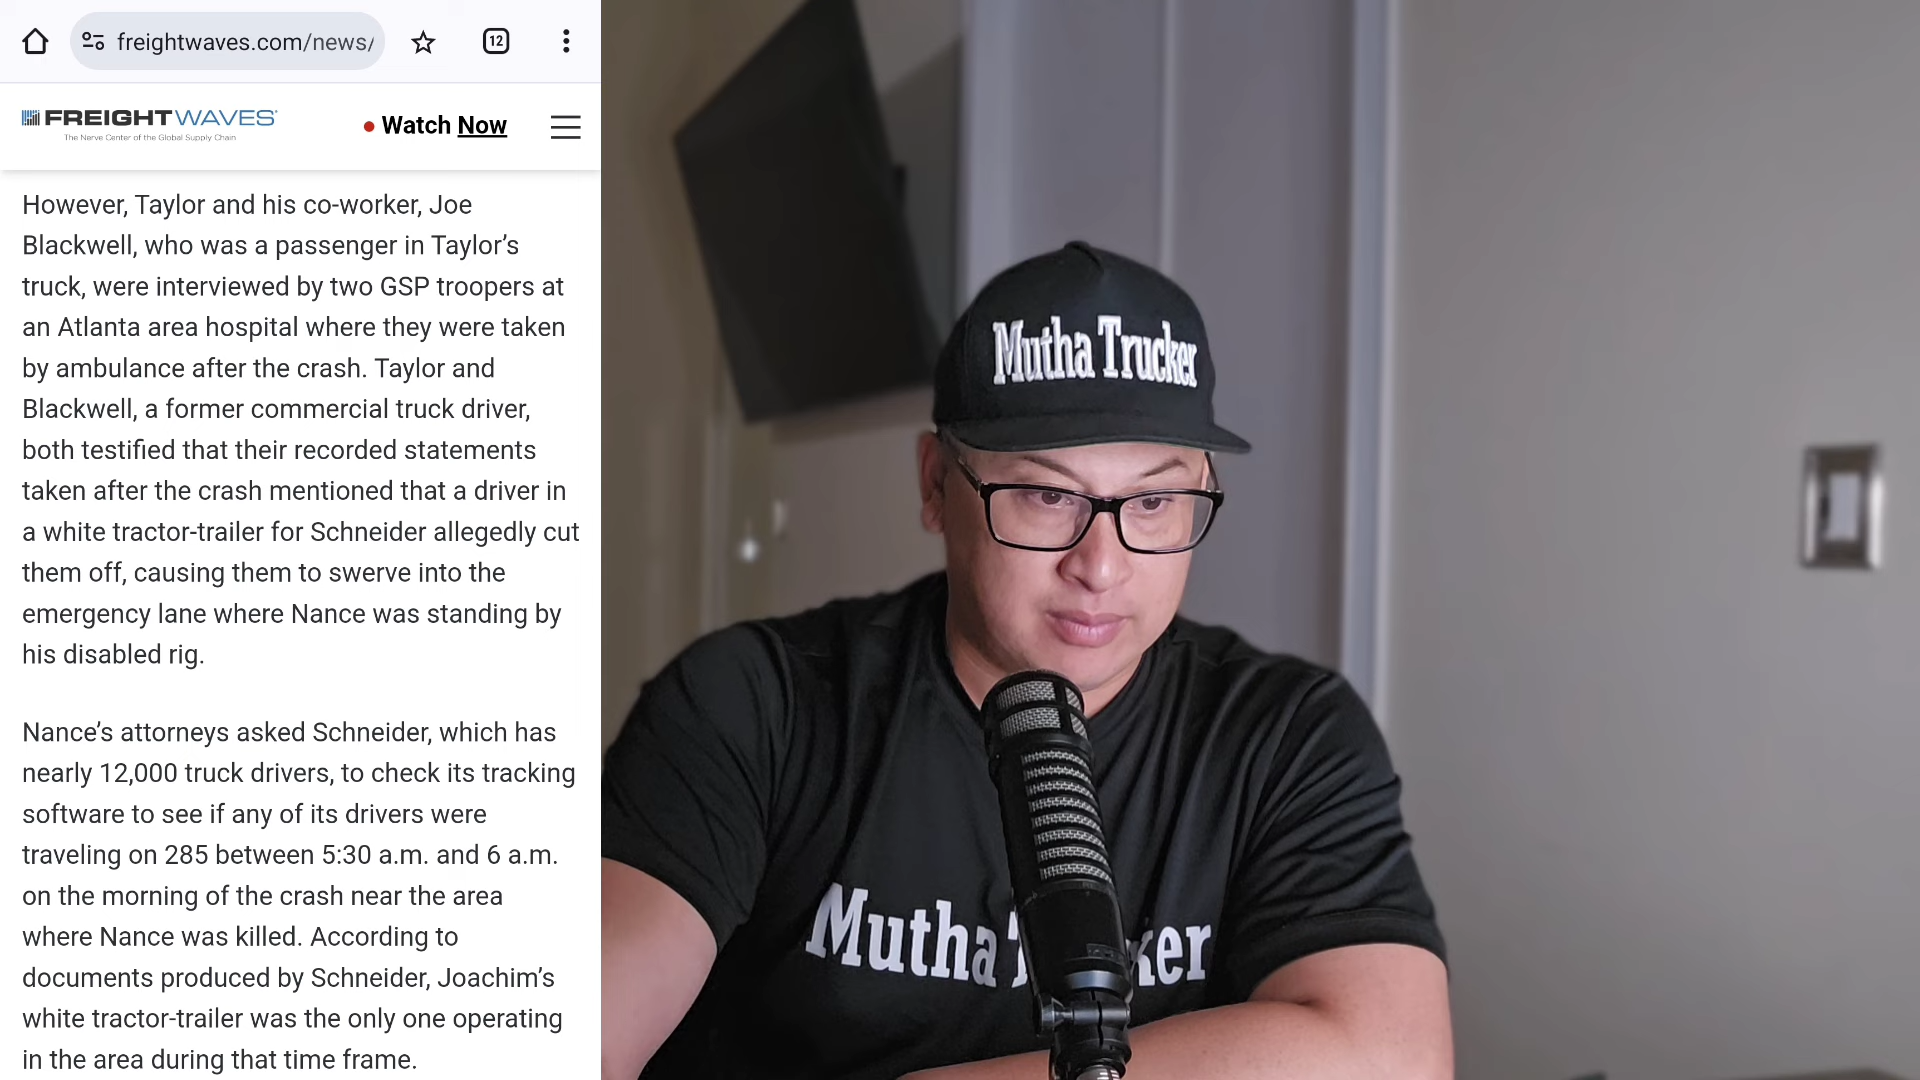 freightwaves.com/news/
12
FREIGHTWAVES
The Nerve Center of the Global Supply Chain
Watch Now
However, Taylor and his co-worker, Joe
Blackwell, who was a passenger in Taylor’s
truck, were interviewed by two GSP troopers at
an Atlanta area hospital where they were taken
by ambulance after the crash. Taylor and
Blackwell, a former commercial truck driver,
both testified that their recorded statements
taken after the crash mentioned that a driver in
a white tractor-trailer for Schneider allegedly cut
them off, causing them to swerve into the
emergency lane where Nance was standing by
his disabled rig.
Nance’s attorneys asked Schneider, which has
nearly 12,000 truck drivers, to check its tracking
software to see if any of its drivers were
traveling on 285 between 5:30 a.m. and 6 a.m.
on the morning of the crash near the area
where Nance was killed. According to
documents produced by Schneider, Joachim’s
white tractor-trailer was the only one operating
in the area during that time frame.
Mutha Trucker
Mutha